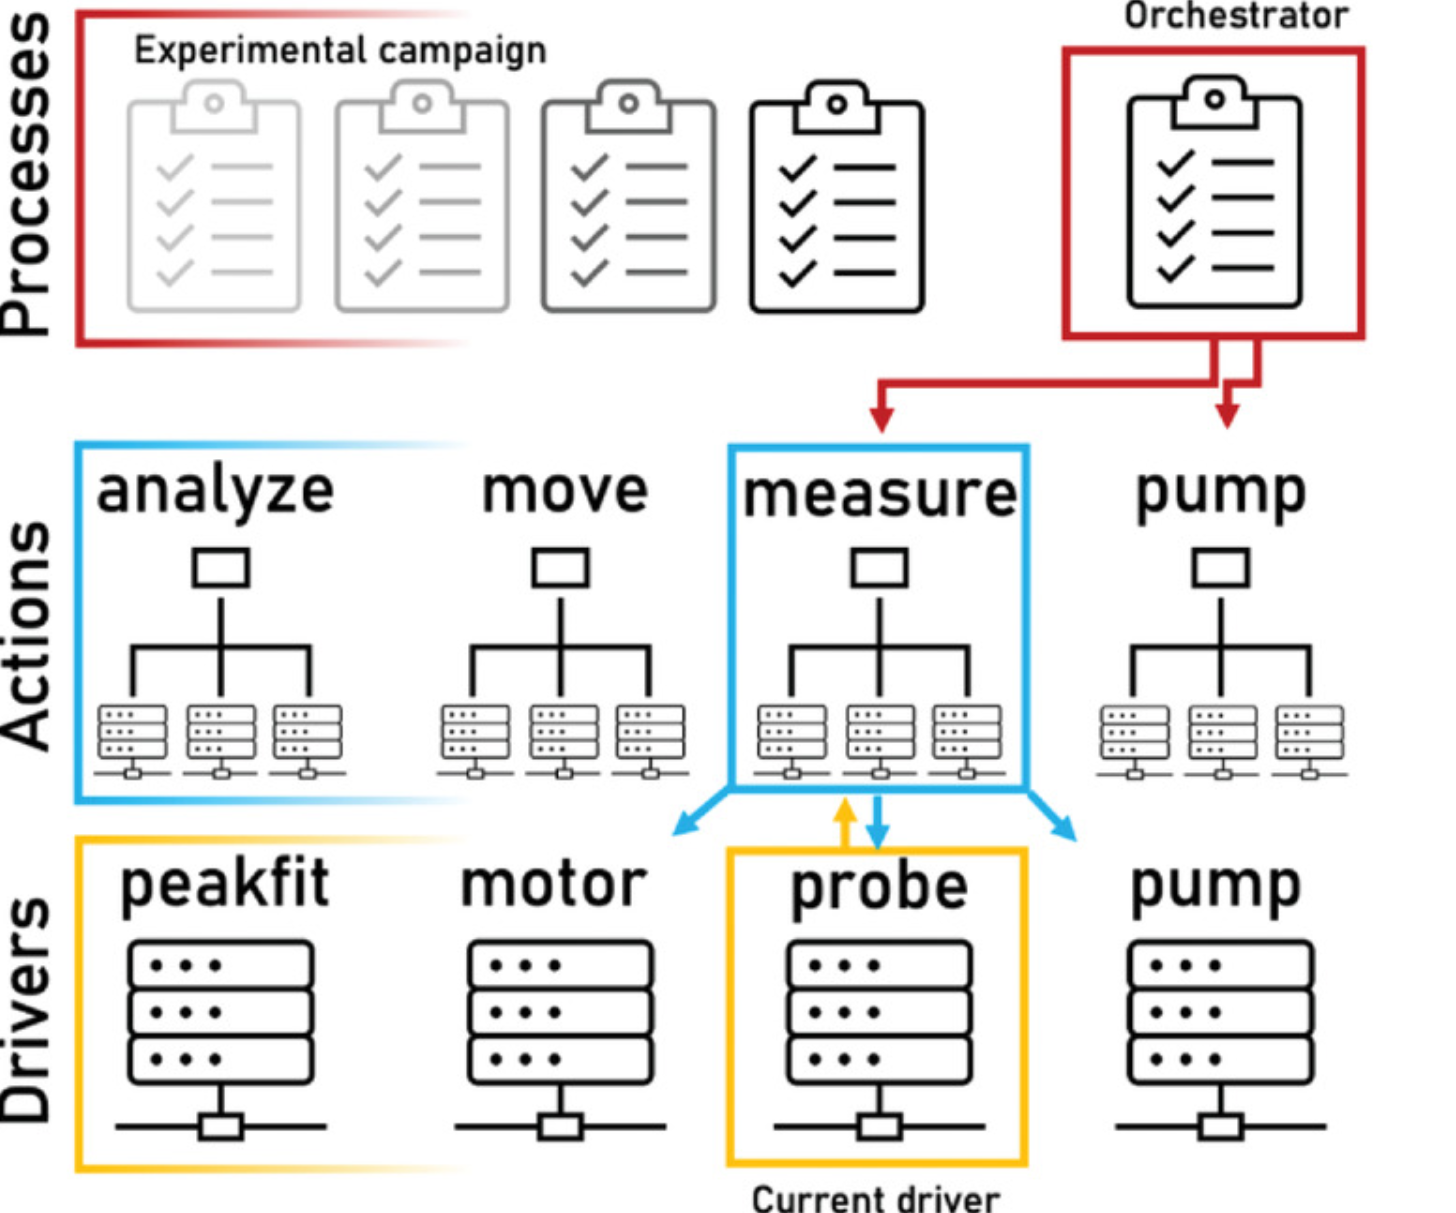 Processes
Experimental campaign
Orchestrator
Actions
analyze
move
measure
pump
Drivers
peakfit
motor
probe
pump
Current driver